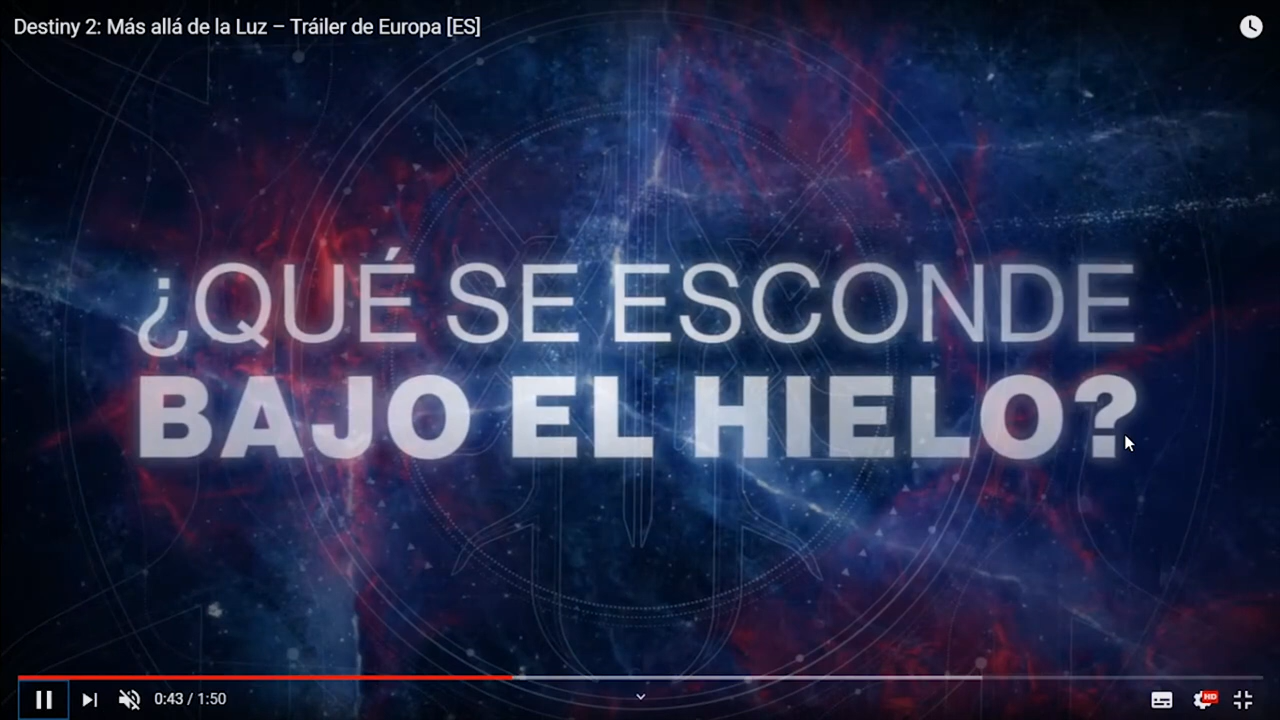 Destiny 2: Más allá de la Luz – Tráiler de Europa [ES]
¿QUÉ SE ESCONDE
BAJO EL HIELO?
0:43 / 1:50
HD